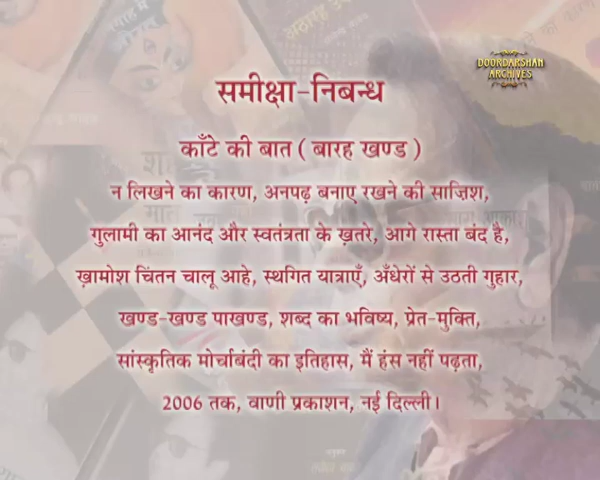 DOORDARSHAN
ARCHIVES
समीक्षा-निबन्ध
काँटे की बात ( बारह खण्ड )
न लिखने का कारण, अनपढ़ बनाए रखने की साज़िश,
गुलामी का आनंद और स्वतंत्रता के ख़तरे, आगे रास्ता बंद है,
ख़ामोश चिंतन चालू आहे, स्थगित यात्राएँ, अँधेरों से उठती गुहार,
खण्ड-खण्ड पाखण्ड, शब्द का भविष्य, प्रेत-मुक्ति,
सांस्कृतिक मोर्चाबंदी का इतिहास, मैं हंस नहीं पढ़ता,
2006 तक, वाणी प्रकाशन, नई दिल्ली।